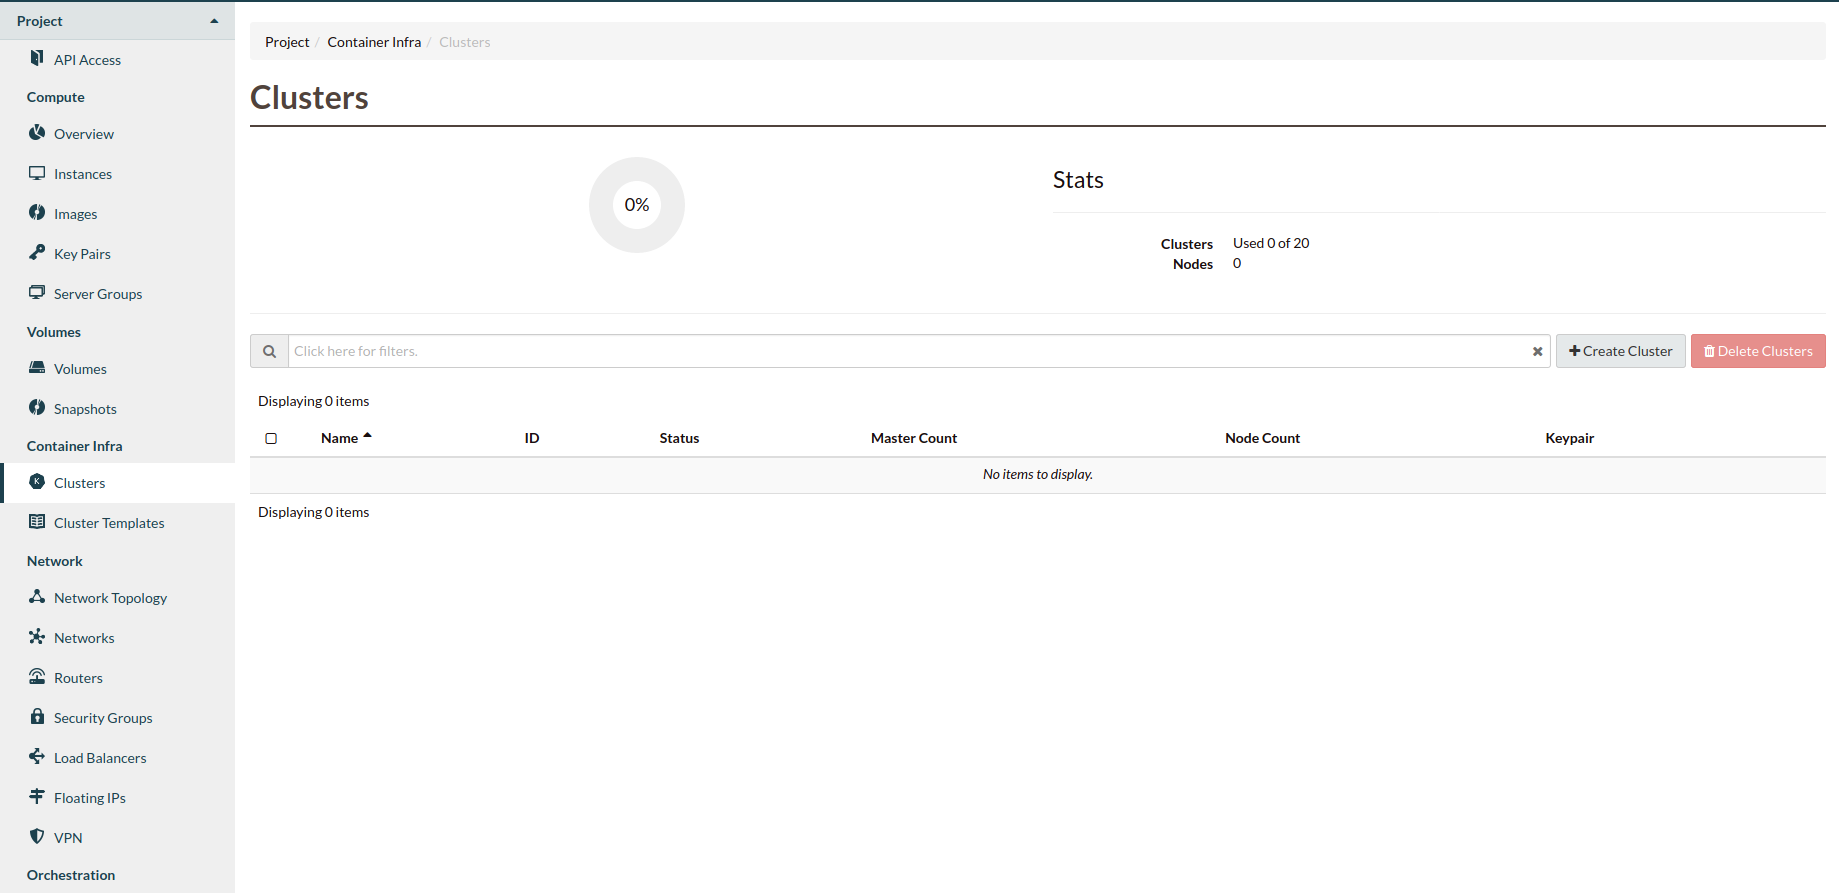 Project
API Access
Compute
Overview
Instances
Images
Key Pairs
Server Groups
Volumes
Volumes
Snapshots
Container Infra
Clusters
Cluster Templates
Network
Network Topology
Networks
Routers
Security Groups
Load Balancers
Floating IPs
VPN
Orchestration
Project / Container Infra / Clusters
Clusters
0%
Stats
Clusters Used 0 of 20
Nodes 0
Click here for filters.
Create Cluster
Delete Clusters
Displaying 0 items
Name ID Status Master Count Node Count Keypair
No items to display.
Displaying 0 items